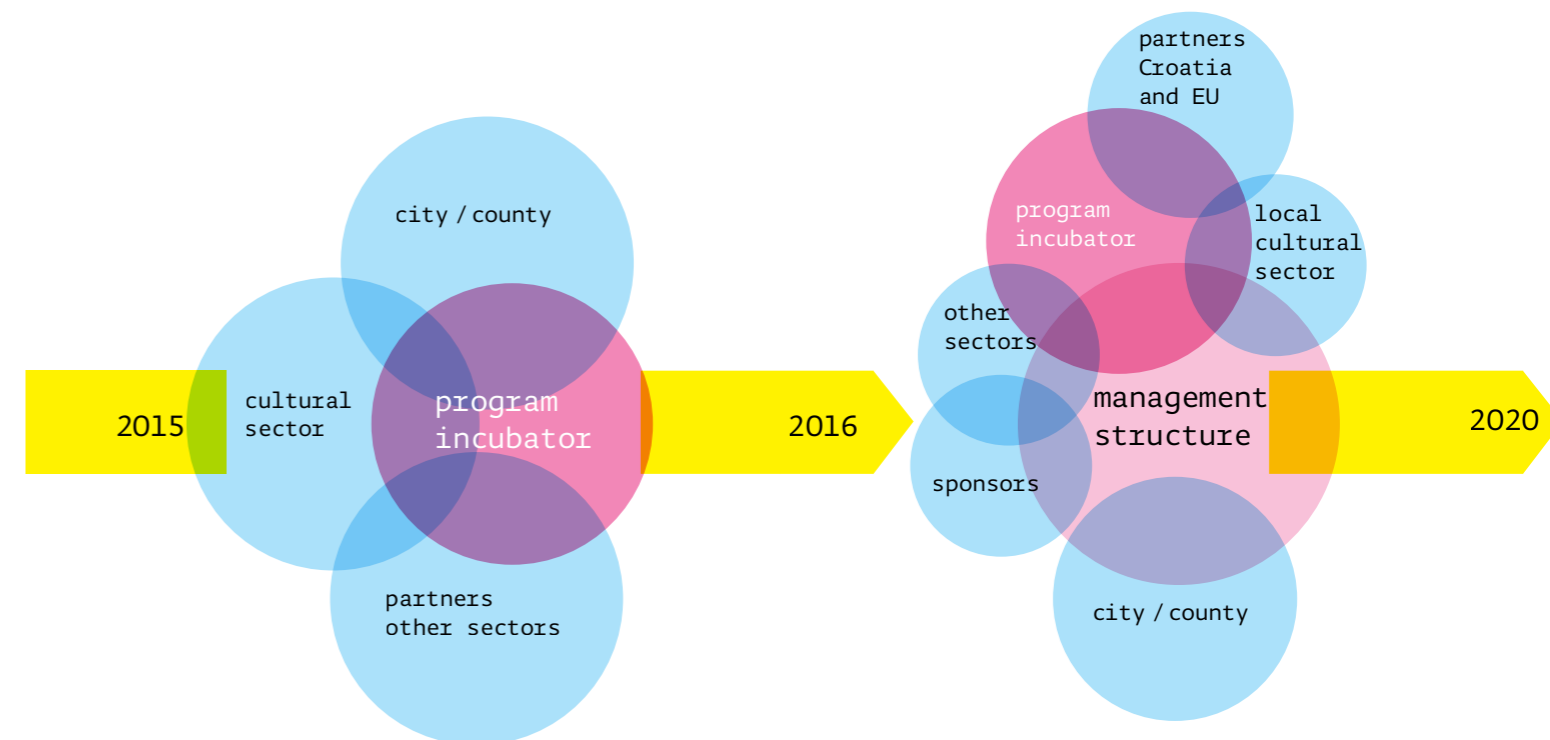 2015
city / county
cultural
sector
program
incubator
partners
other sectors
2016
partners
Croatia
and EU
program
incubator
local
cultural
sector
other
sectors
management
structure
sponsors
city / county
2020